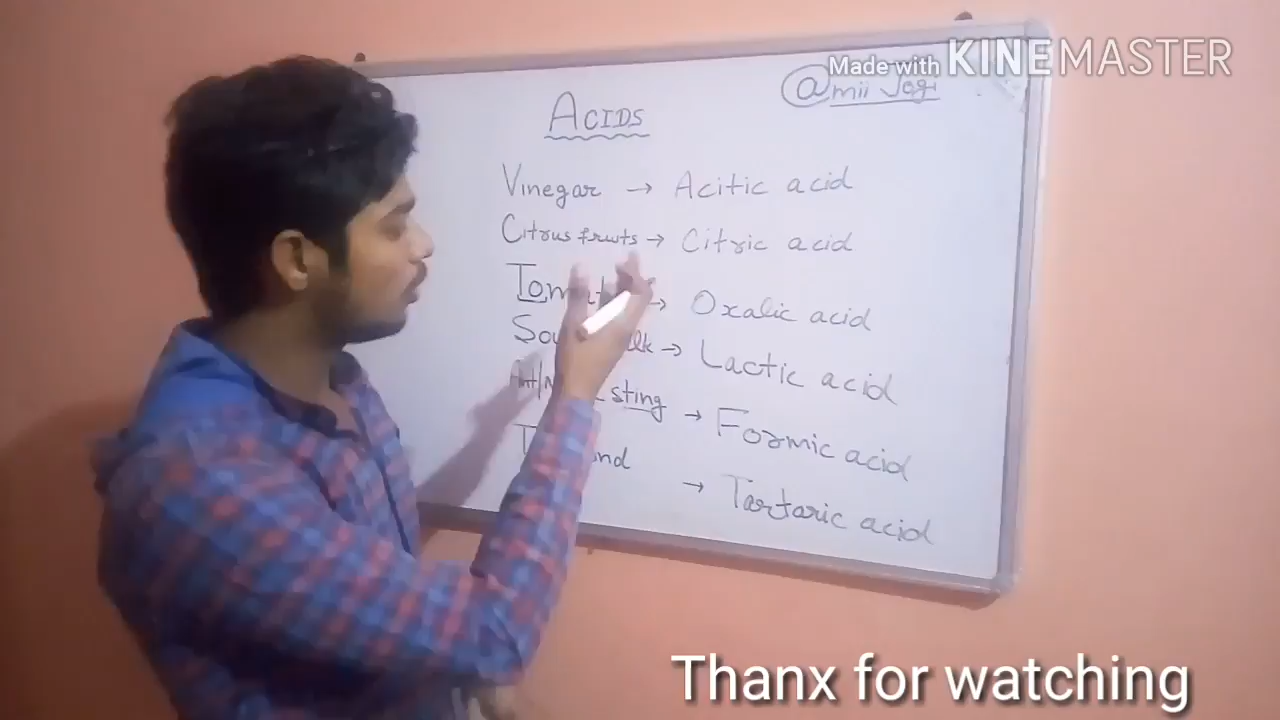 Made with KINEMASTER
@mii Jogi
ACIDS
Vinegar → Acitic acid
Citrus fruits → Citric acid
→ Oxalic acid
→ Lactic acid
sting → Formic acid
→ Tartaric acid
Thanx for watching